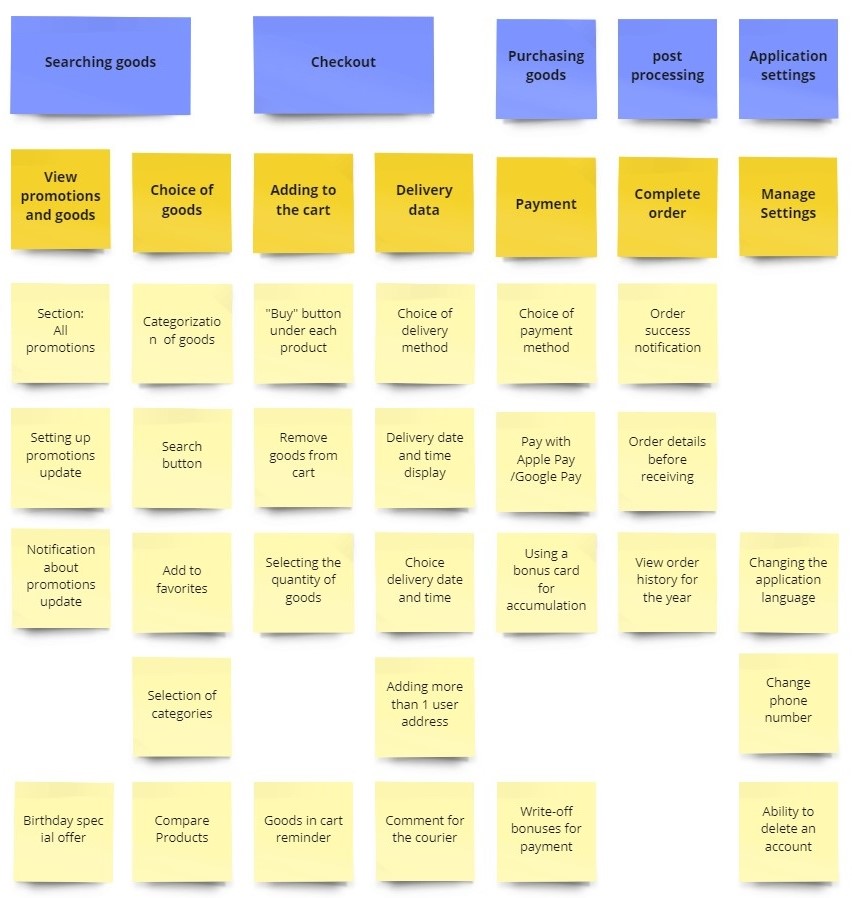 Searching goods
Checkout
Purchasing
goods
post
processing
Application
settings
View
promotions
and goods
Choice of
goods
Adding to
the cart
Delivery
data
Payment
Complete
order
Manage
Settings
Section:
All
promotions
Categorizatio
n of goods
"Buy" button
under each
product
Choice of
delivery
method
Choice of
payment
method
Order
success
notification
Setting up
promotions
update
Search
button
Remove
goods from
cart
Delivery date
and time
display
Pay with
Apple Pay
/Google Pay
Order details
before
receiving
Notification
about
promotions
update
Add to
favorites
Selecting the
quantity of
goods
Choice
delivery date
and time
Using a
bonus card
for
accumulation
View order
history for
the year
Changing the
application
language
Selection of
categories
Adding more
than 1 user
address
Change
phone
number
Birthday spec
ial offer
Compare
Products
Goods in cart
reminder
Comment for
the courier
Write-off
bonuses for
payment
Ability to
delete an
account